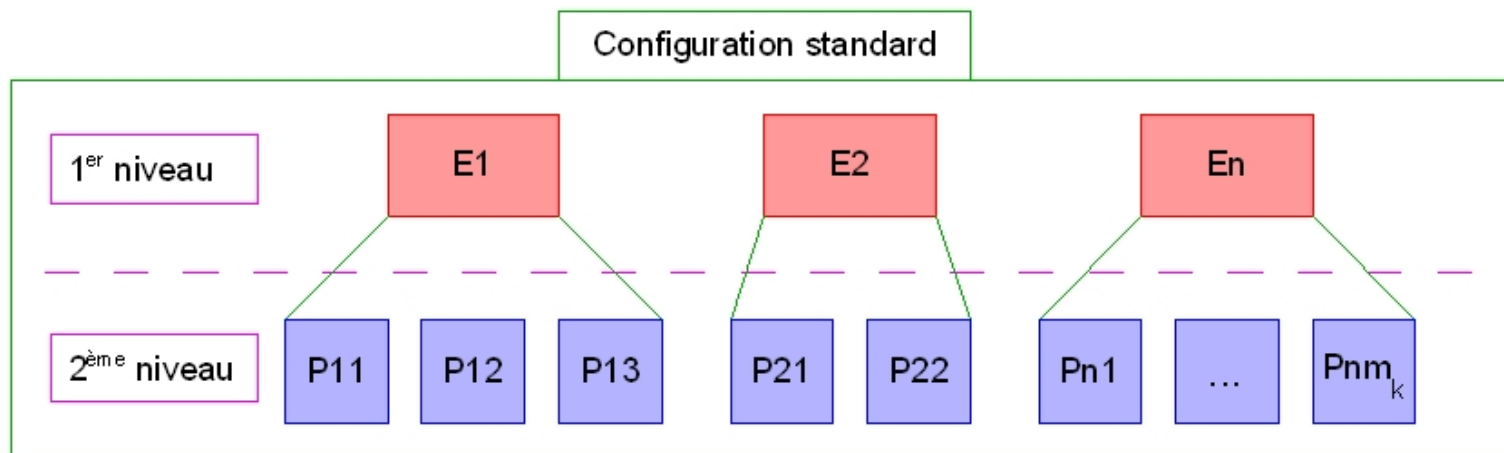 Configuration standard
1er niveau
E1
E2
En
2ème niveau
P11
P12
P13
P21
P22
Pn1
...
Pnmk